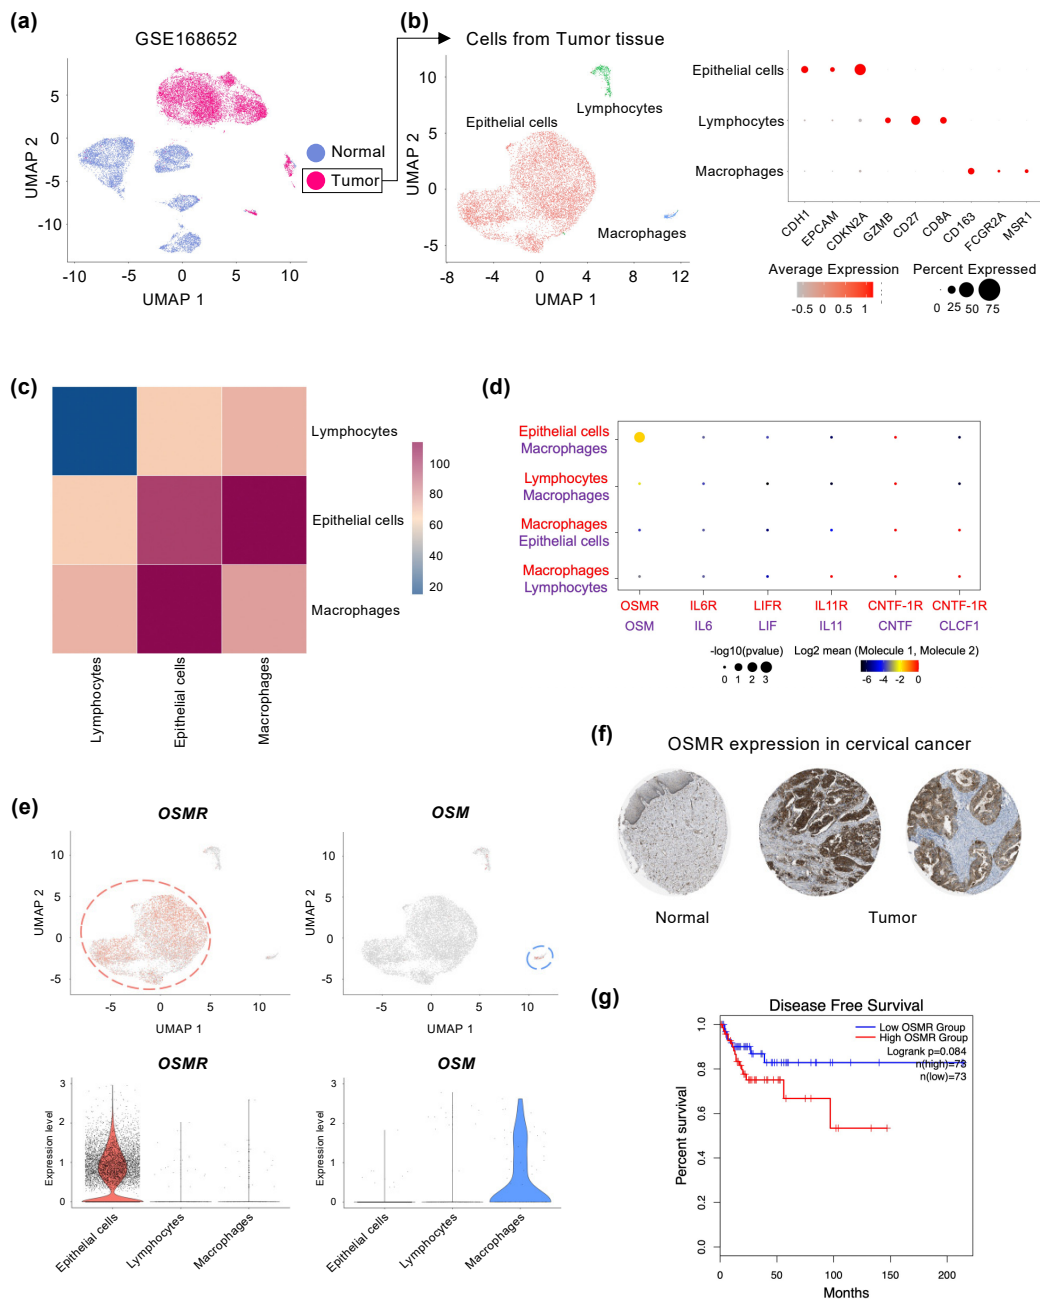 (a)
GSE168652
UMAP 2
5
0
-5
-10
-10
-5
0
5
10
UMAP 1
Normal
Tumor
(b)
Cells from Tumor tissue
UMAP 2
10
5
0
-5
-8
-4
0
4
8
12
UMAP 1
Lymphocytes
Epithelial cells
Macrophages
Epithelial cells
Lymphocytes
Macrophages
CDH1
EPCAM
CDKN2A
GZMB
CD27
CD8A
CD163
FCGR2A
MSR1
Average Expression
-0.5 0 0.5 1
Percent Expressed
0 25 50 75
(c)
Lymphocytes
Epithelial cells
Macrophages
Lymphocytes
Epithelial cells
Macrophages
100
80
60
40
20
(d)
Epithelial cells
Macrophages
Lymphocytes
Macrophages
Macrophages
Epithelial cells
Macrophages
Lymphocytes
OSMR IL6R LIFR IL11R CNTF-1R CNTF-1R
OSM IL6 LIF IL11 CNTF CLCF1
-log10(pvalue)
0 1 2 3
Log2 mean (Molecule 1, Molecule 2)
-6 -4 -2 0
(e)
OSMR
UMAP 2
10
5
0
-5
-5
0
5
10
UMAP 1
OSM
UMAP 2
10
5
0
-5
-5
0
5
10
UMAP 1
OSMR
Expression level
3
2
1
0
Epithelial cells
Lymphocytes
Macrophages
OSM
Expression level
3
2
1
0
Epithelial cells
Lymphocytes
Macrophages
(f)
OSMR expression in cervical cancer
Normal
Tumor
(g)
Disease Free Survival
Low OSMR Group
High OSMR Group
Logrank p=0.084
n(high)=73
n(low)=73
Percent survival
1.0
0.8
0.6
0.4
0.2
0.0
0
50
100
150
200
Months